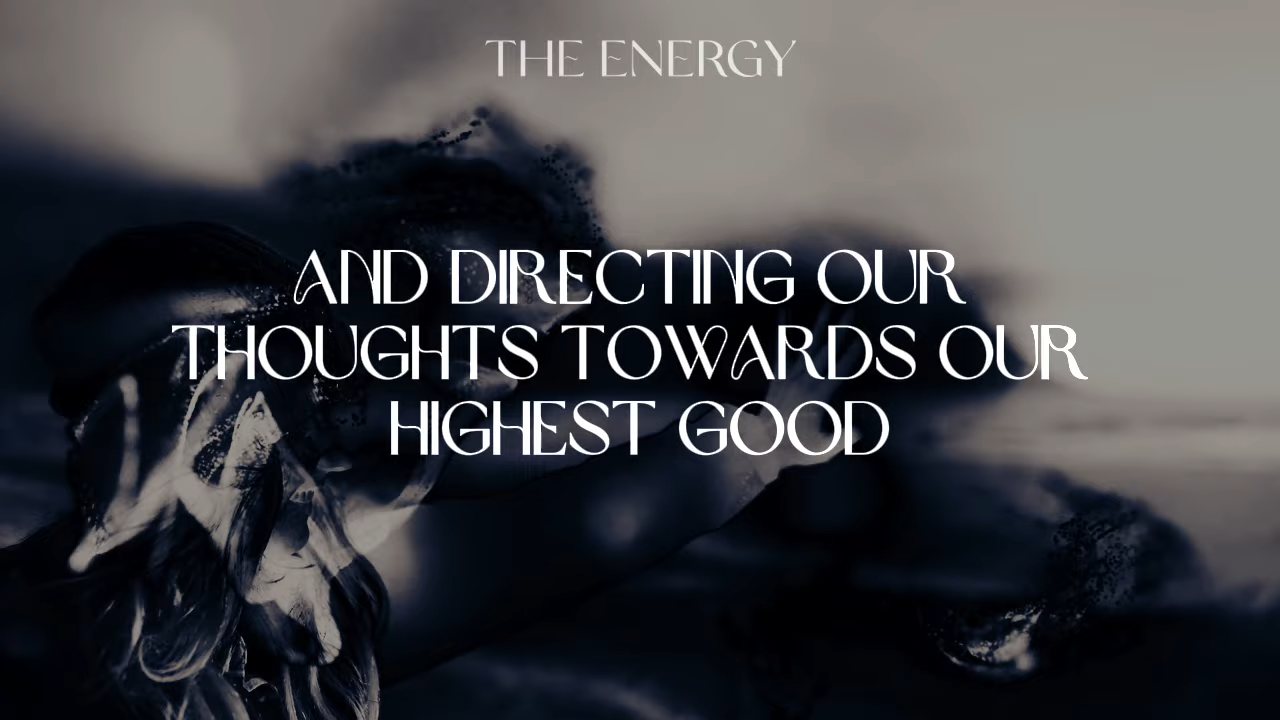 THE ENERGY
AND DIRECTING OUR
THOUGHTS TOWARDS OUR
HIGHEST GOOD